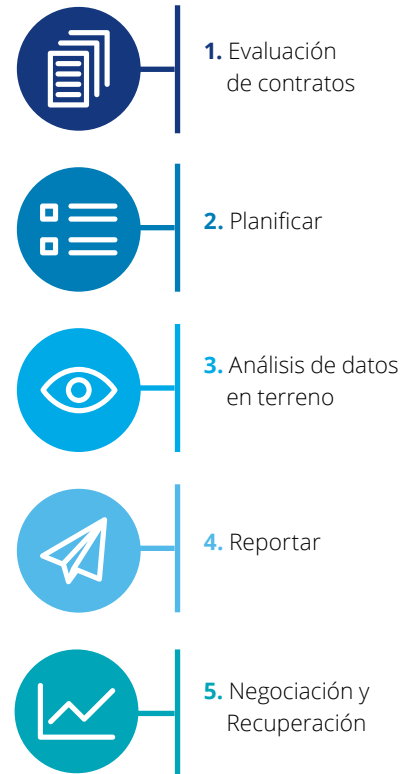 1. Evaluación
de contratos
2. Planificar
3. Análisis de datos
en terreno
4. Reportar
5. Negociación y
Recuperación